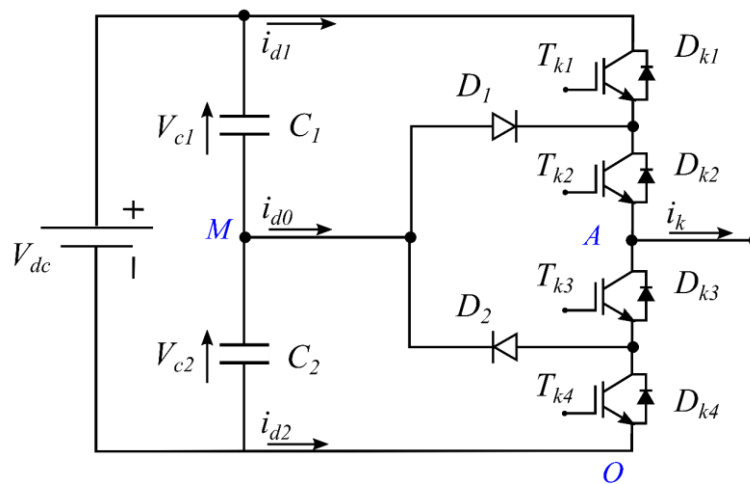 i_{d1}
T_{k1}
D_{k1}
D_1
V_{c1}
C_1
T_{k2}
D_{k2}
i_{d0}
M
A
i_k
+
V_{dc}
T_{k3}
D_{k3}
D_2
V_{c2}
C_2
T_{k4}
D_{k4}
i_{d2}
O